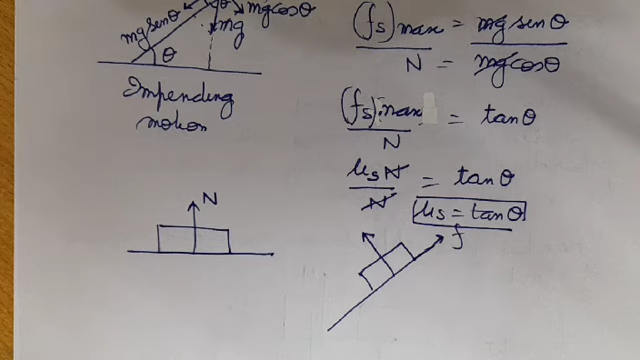 (fs)max = mg sinθ
N = mg cosθ
mg sinθ θ mg cosθ
mg
θ
Impending
motion
(fs)max = tanθ
N
μs N = tanθ
N
μs = tanθ
N
f